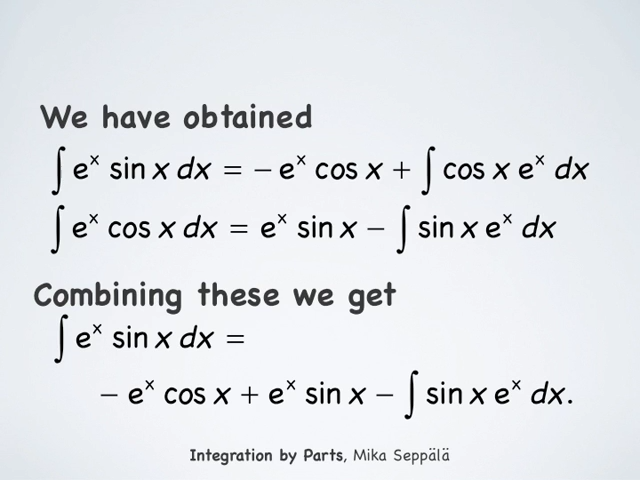 We have obtained
∫ eˣ sin x dx = − eˣ cos x + ∫ cos x eˣ dx
∫ eˣ cos x dx = eˣ sin x − ∫ sin x eˣ dx
Combining these we get
∫ eˣ sin x dx =
− eˣ cos x + eˣ sin x − ∫ sin x eˣ dx.
Integration by Parts, Mika Seppälä